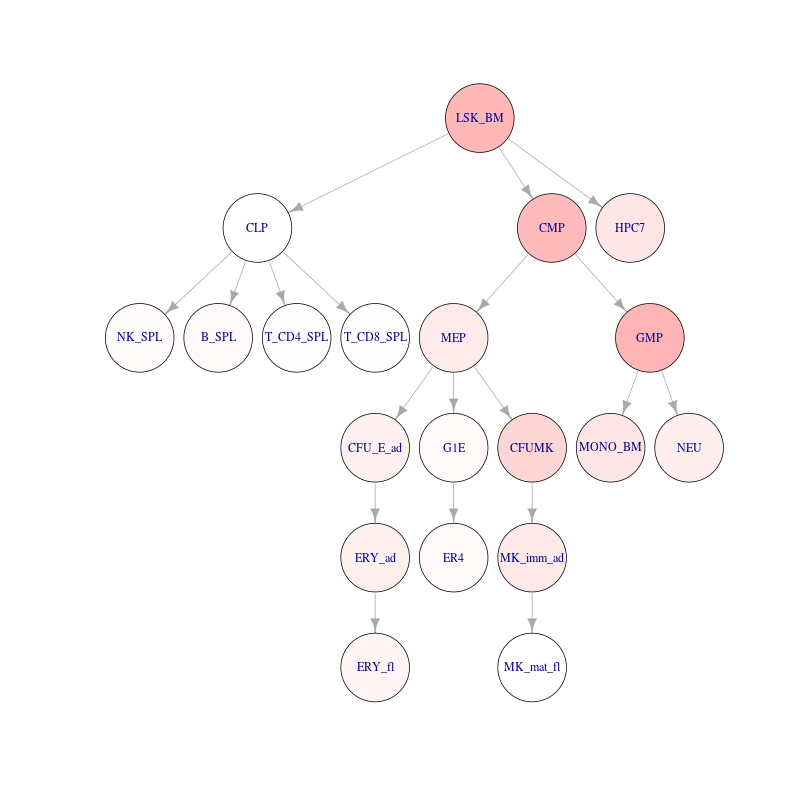 LSK_BM
CLP
CMP
HPC7
NK_SPL
B_SPL
T_CD4_SPL
T_CD8_SPL
MEP
GMP
CFU_E_ad
G1E
CFUMK
MONO_BM
NEU
ERY_ad
ER4
MK_imm_ad
ERY_fl
MK_mat_fl